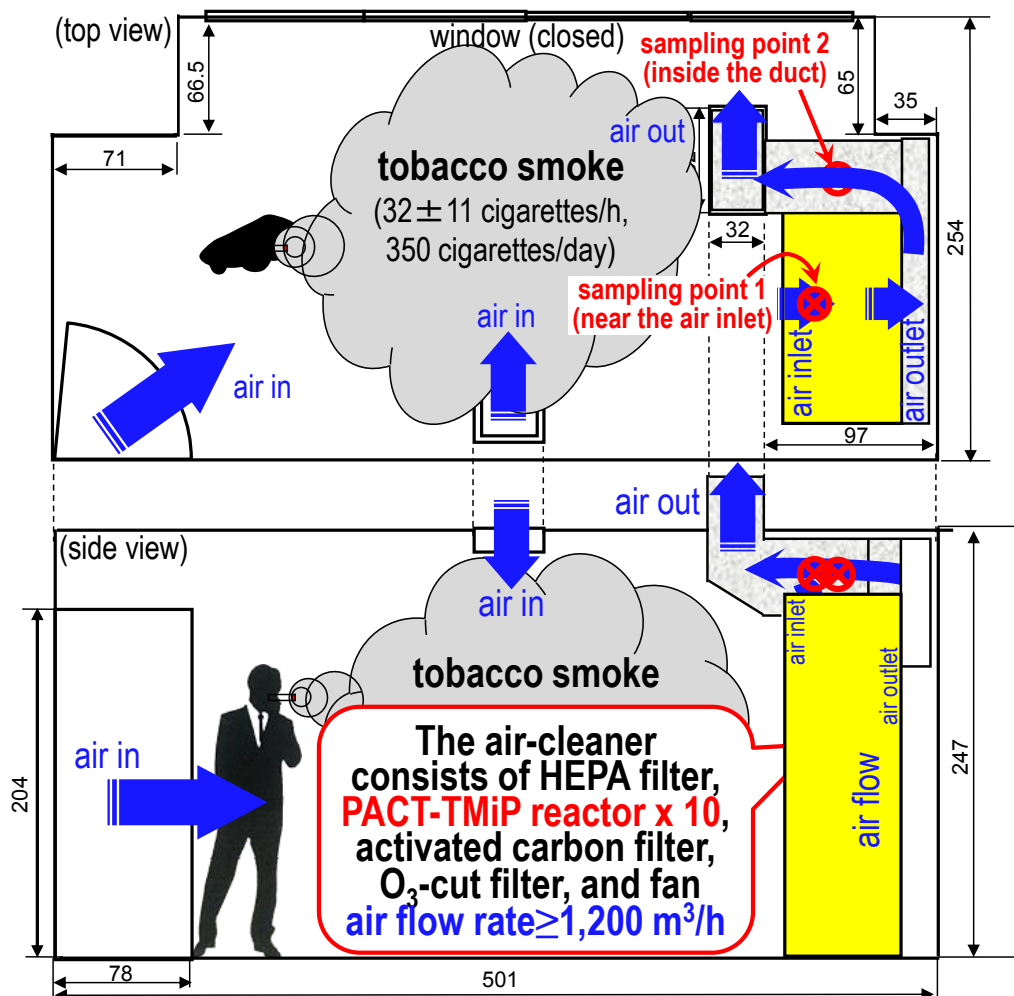 (top view)
window (closed)
sampling point 2
(inside the duct)
66.5
65
35
71
air out
tobacco smoke
(32±11 cigarettes/h,
350 cigarettes/day)
32
254
sampling point 1
(near the air inlet)
air in
air in
air inlet
air outlet
97
air out
(side view)
air in
air inlet
air outlet
tobacco smoke
air in
204
247
The air-cleaner
consists of HEPA filter,
PACT-TMiP reactor x 10,
activated carbon filter,
O₃-cut filter, and fan
air flow rate≥1,200 m³/h
air flow
78
501